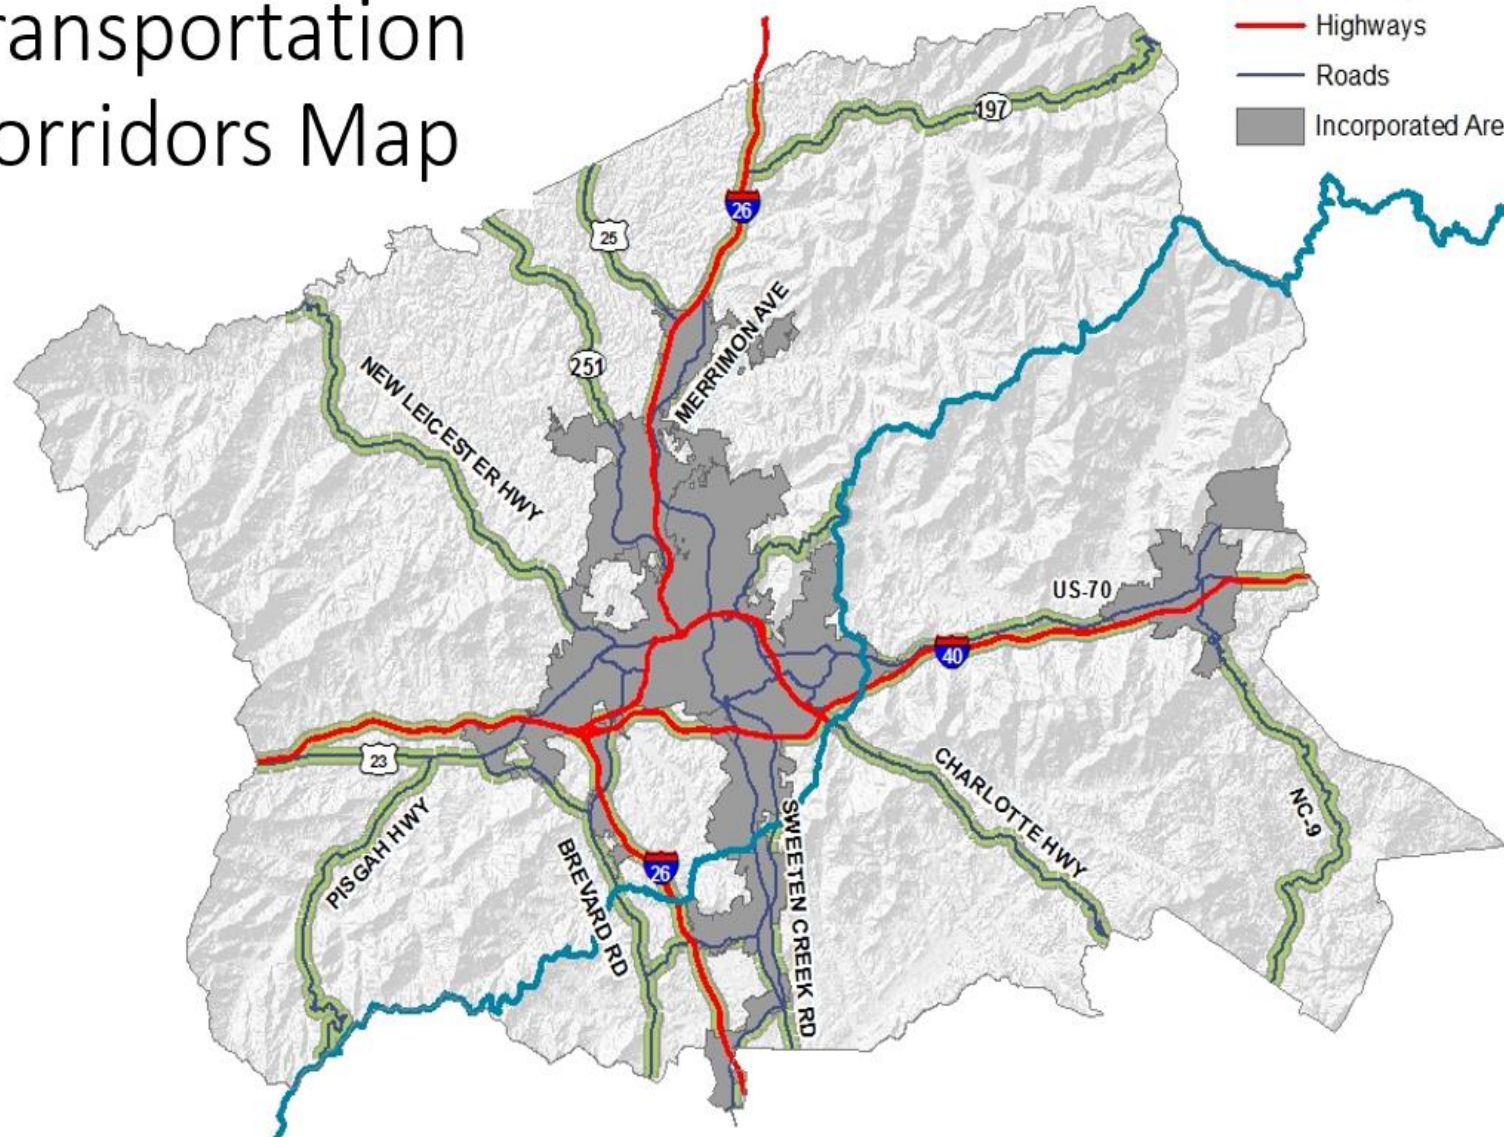 ransportation
orridors Map
Highways
Roads
Incorporated Are
197
26
25
MERRIMON AVE
251
NEW LEICESTER HWY
US-70
40
23
CHARLOTTE HWY
NC-9
PISGAH HWY
BREVARD RD
26
SWEETEN CREEK RD